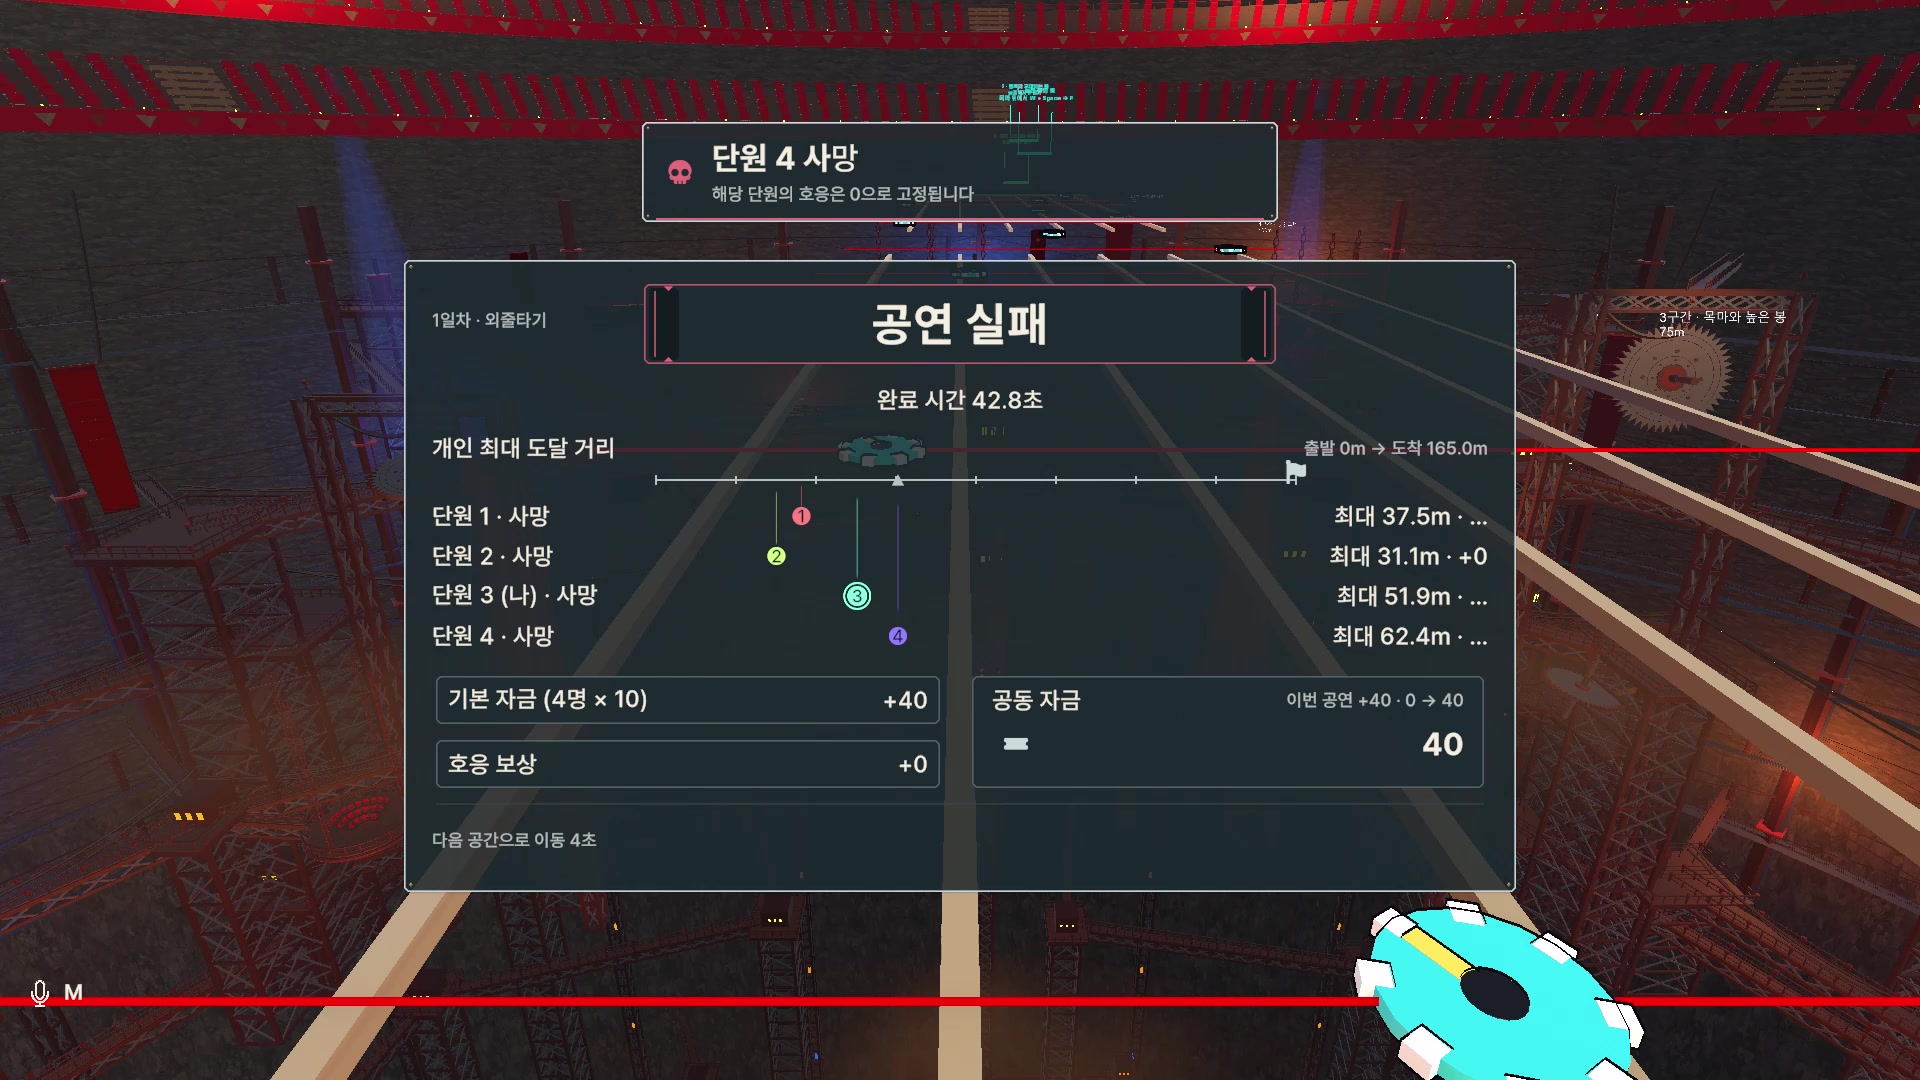 단원 4 사망
해당 단원의 호응은 0으로 고정됩니다
1일차 · 외줄타기
공연 실패
완료 시간 42.8초
개인 최대 도달 거리
출발 0m → 도착 165.0m
단원 1 · 사망
1
최대 37.5m · ...
단원 2 · 사망
2
최대 31.1m · +0
단원 3 (나) · 사망
3
최대 51.9m · ...
단원 4 · 사망
4
최대 62.4m · ...
기본 자금 (4명 × 10)
+40
호응 보상
+0
공동 자금
이번 공연 +40 · 0 → 40
40
다음 공간으로 이동 4초
3구간 · 목마와 높은 봉
75m
M